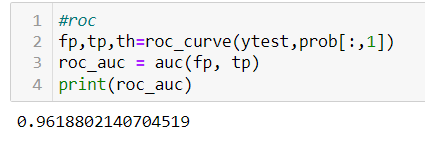 1 #roc
2 fp,tp,th=roc_curve(ytest,prob[:,1])
3 roc_auc = auc(fp, tp)
4 print(roc_auc)
0.9618802140704519